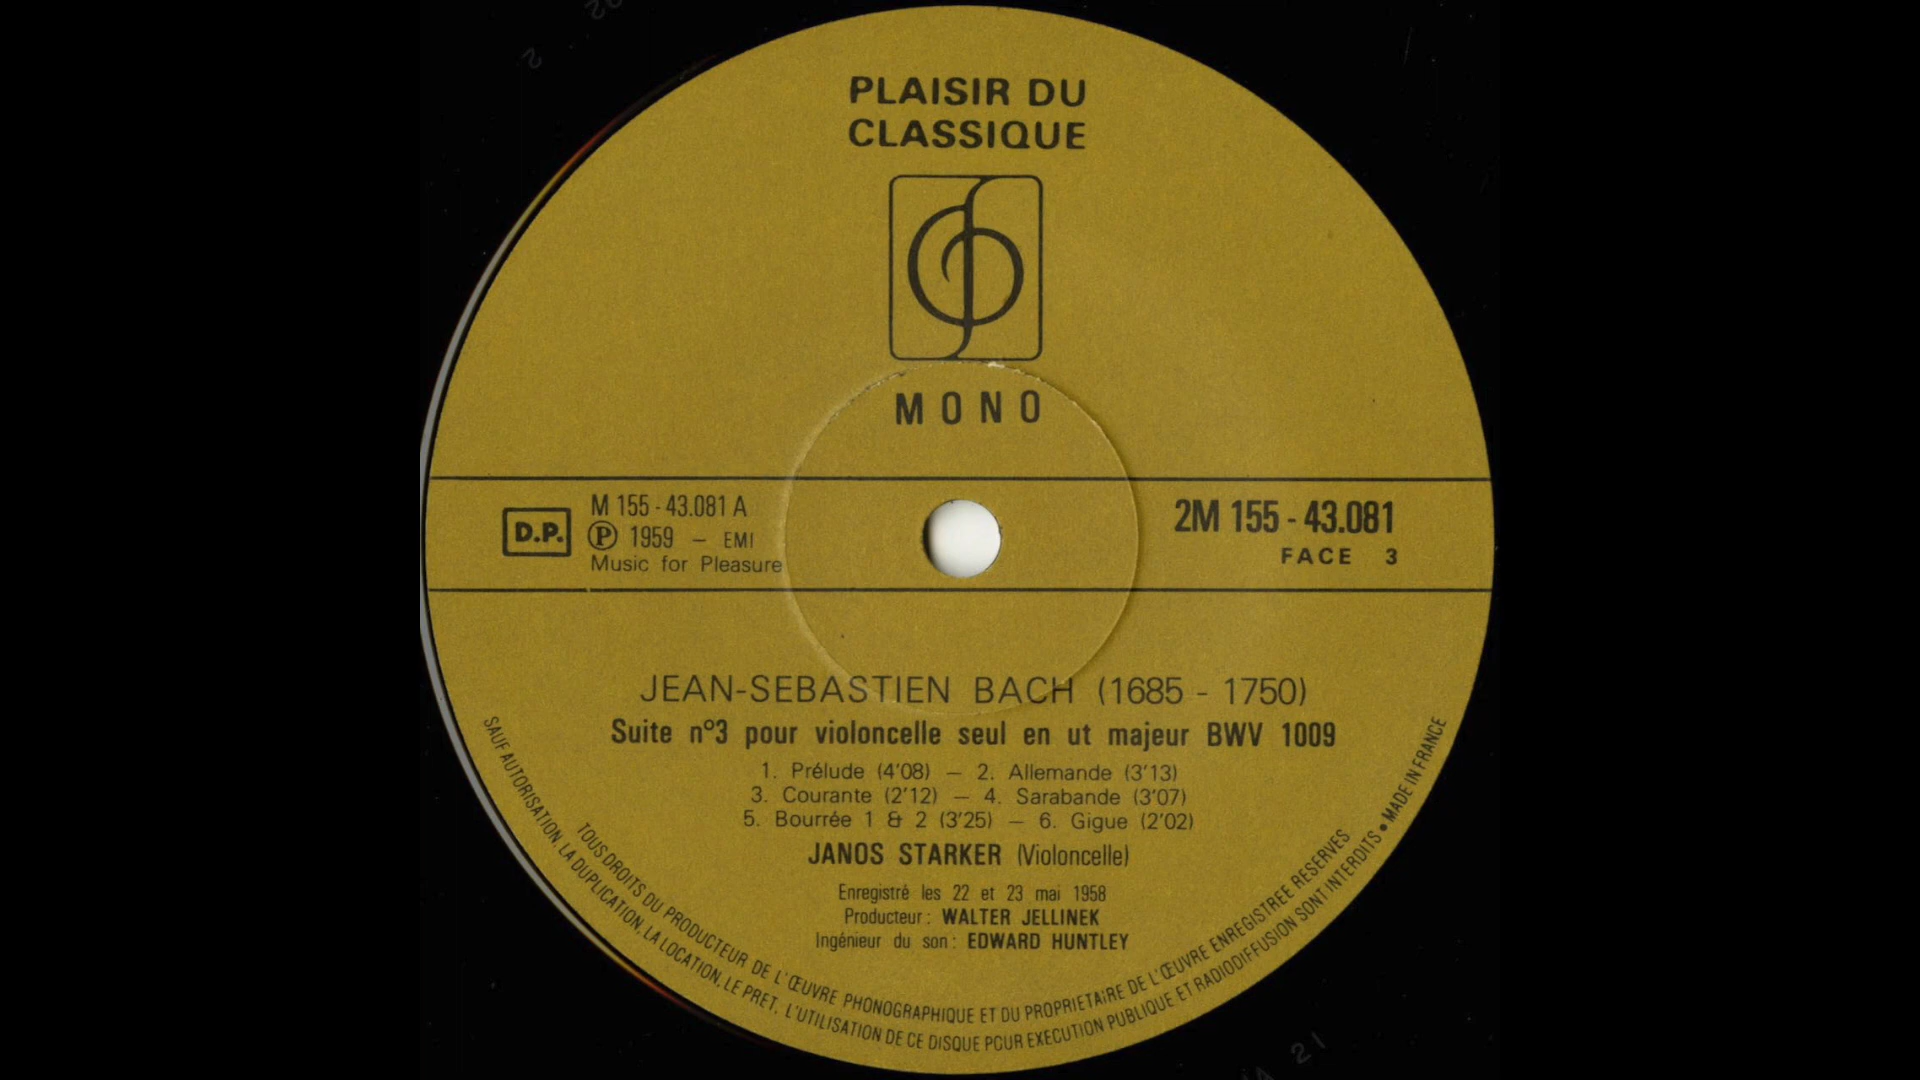 PLAISIR DU
CLASSIQUE
MONO
D.P.
M 155 - 43.081 A
℗ 1959 – EMI
Music for Pleasure
2M 155 - 43.081
FACE 3
JEAN-SEBASTIEN BACH (1685 - 1750)
Suite nº3 pour violoncelle seul en ut majeur BWV 1009
1. Prélude (4'08) – 2. Allemande (3'13)
3. Courante (2'12) – 4. Sarabande (3'07)
5. Bourrée 1 & 2 (3'25) – 6. Gigue (2'02)
JANOS STARKER (Violoncelle)
Enregistré les 22 et 23 mai 1958
Producteur : WALTER JELLINEK
Ingénieur du son : EDWARD HUNTLEY
TOUS DROITS DU PRODUCTEUR DE L'ŒUVRE PHONOGRAPHIQUE ET DU PROPRIETAIRE DE L'ŒUVRE ENREGISTREE RESERVES
SAUF AUTORISATION, LA DUPLICATION, LA LOCATION, LE PRET, L'UTILISATION DE CE DISQUE POUR EXECUTION PUBLIQUE ET RADIODIFFUSION SONT INTERDITS • MADE IN FRANCE